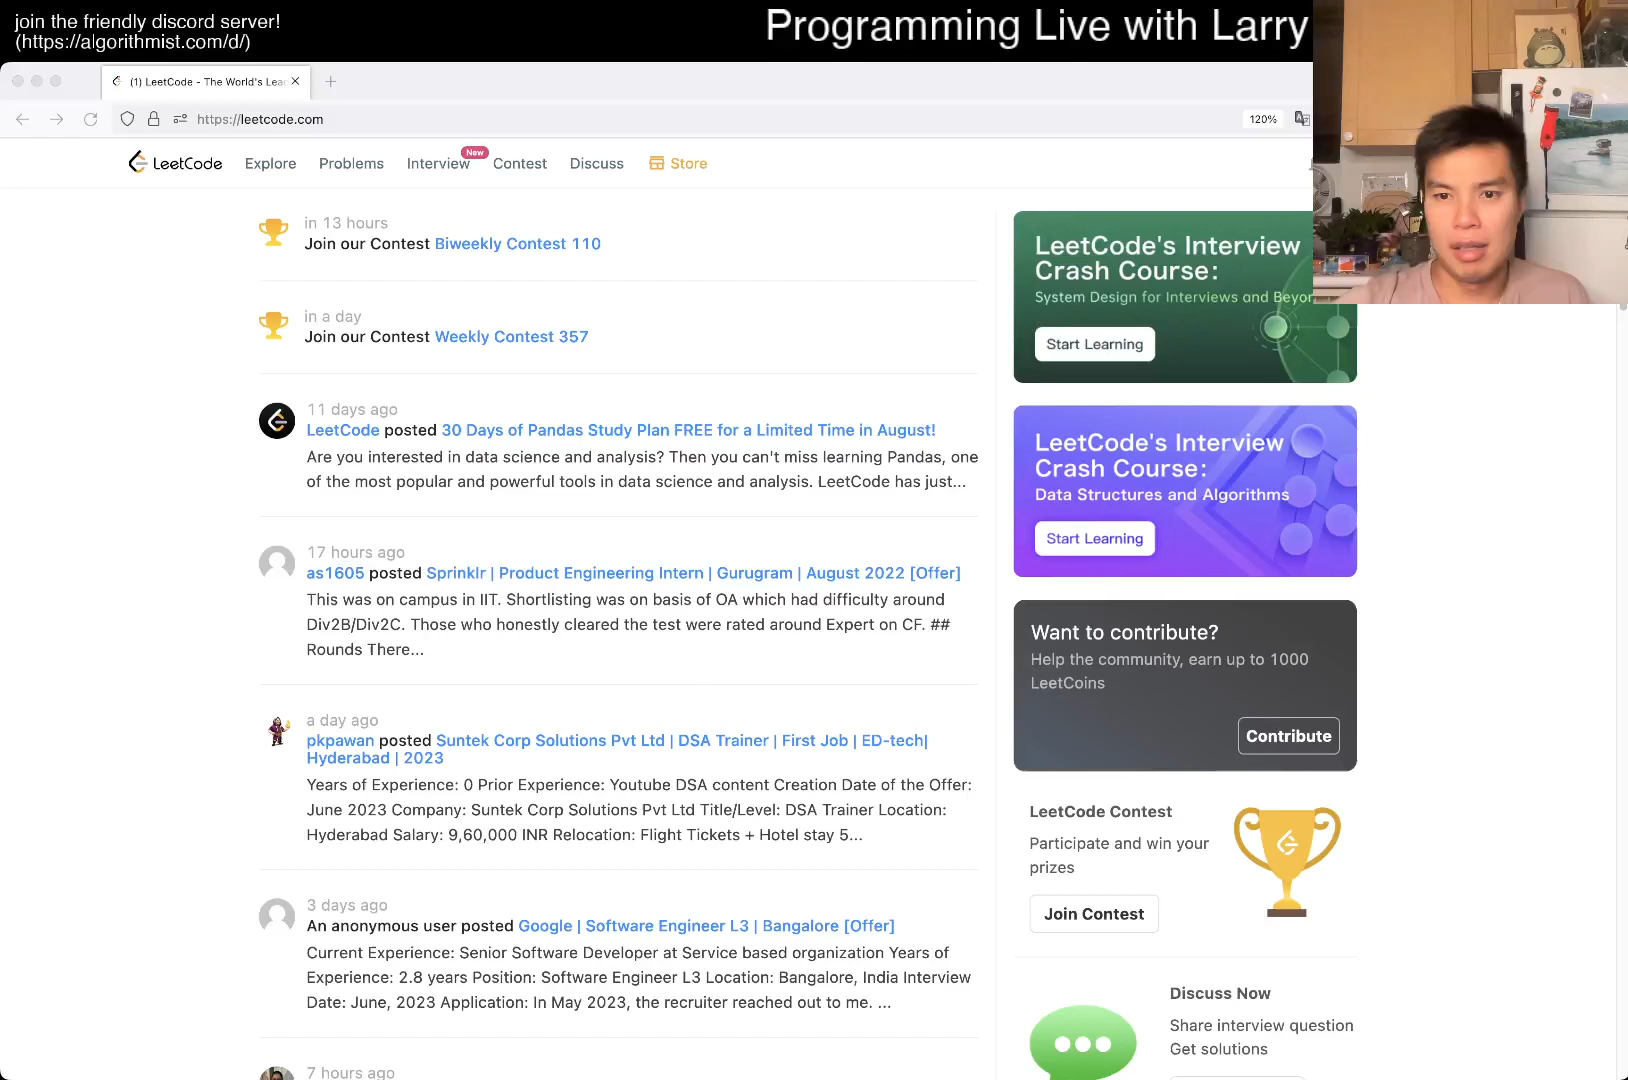 join the friendly discord server!
(https://algorithmist.com/d/)
Programming Live with Larry
(1) LeetCode - The World's Lea
https://leetcode.com
120%
LeetCode
Explore
Problems
Interview
New
Contest
Discuss
Store
in 13 hours
Join our Contest Biweekly Contest 110
in a day
Join our Contest Weekly Contest 357
11 days ago
LeetCode posted 30 Days of Pandas Study Plan FREE for a Limited Time in August!
Are you interested in data science and analysis? Then you can't miss learning Pandas, one
of the most popular and powerful tools in data science and analysis. LeetCode has just...
17 hours ago
as1605 posted Sprinklr | Product Engineering Intern | Gurugram | August 2022 [Offer]
This was on campus in IIT. Shortlisting was on basis of OA which had difficulty around
Div2B/Div2C. Those who honestly cleared the test were rated around Expert on CF. ##
Rounds There...
a day ago
pkpawan posted Suntek Corp Solutions Pvt Ltd | DSA Trainer | First Job | ED-tech|
Hyderabad | 2023
Years of Experience: 0 Prior Experience: Youtube DSA content Creation Date of the Offer:
June 2023 Company: Suntek Corp Solutions Pvt Ltd Title/Level: DSA Trainer Location:
Hyderabad Salary: 9,60,000 INR Relocation: Flight Tickets + Hotel stay 5...
3 days ago
An anonymous user posted Google | Software Engineer L3 | Bangalore [Offer]
Current Experience: Senior Software Developer at Service based organization Years of
Experience: 2.8 years Position: Software Engineer L3 Location: Bangalore, India Interview
Date: June, 2023 Application: In May 2023, the recruiter reached out to me. ...
7 hours ago
LeetCode's Interview
Crash Course:
System Design for Interviews and Beyon
Start Learning
LeetCode's Interview
Crash Course:
Data Structures and Algorithms
Start Learning
Want to contribute?
Help the community, earn up to 1000
LeetCoins
Contribute
LeetCode Contest
Participate and win your
prizes
Join Contest
Discuss Now
Share interview question
Get solutions